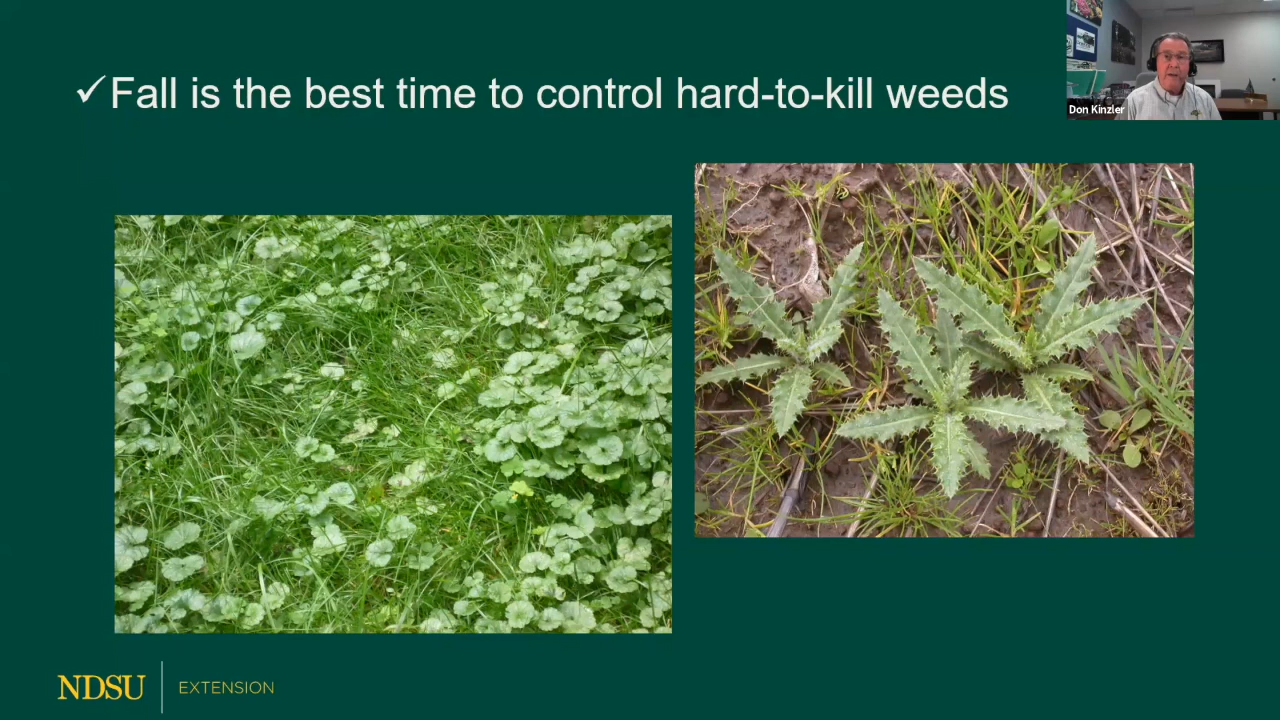 ✓Fall is the best time to control hard-to-kill weeds
Don Kinzler
NDSU
EXTENSION